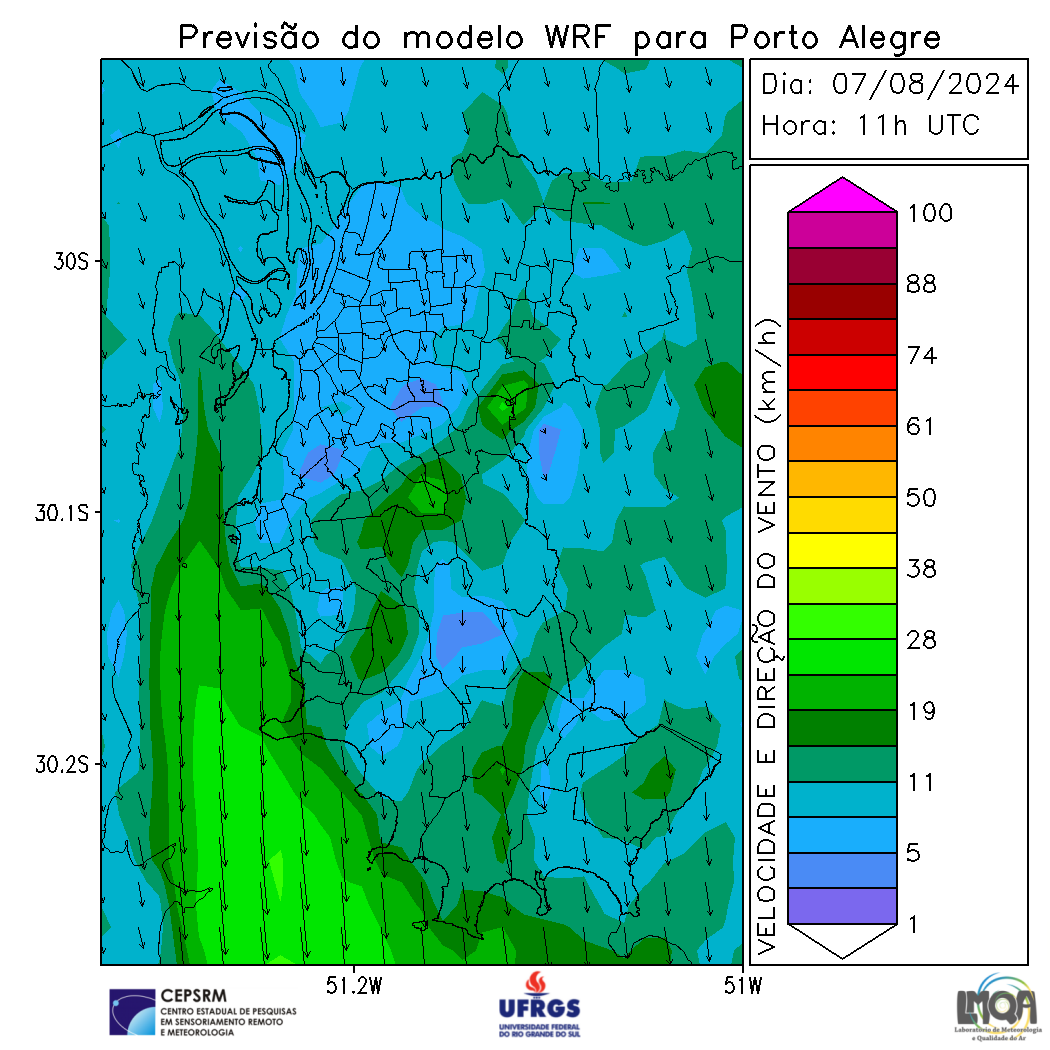 Previsão do modelo WRF para Porto Alegre
Dia: 07/08/2024
Hora: 11h UTC
30S
30.1S
30.2S
51.2W
51W
VELOCIDADE E DIREÇÃO DO VENTO (km/h)
100
88
74
61
50
38
28
19
11
5
1
CEPSRM
CENTRO ESTADUAL DE PESQUISAS
EM SENSORIAMENTO REMOTO
E METEOROLOGIA
UFRGS
UNIVERSIDADE FEDERAL
DO RIO GRANDE DO SUL
LMQA
Laboratório de Meteorologia
e Qualidade do Ar